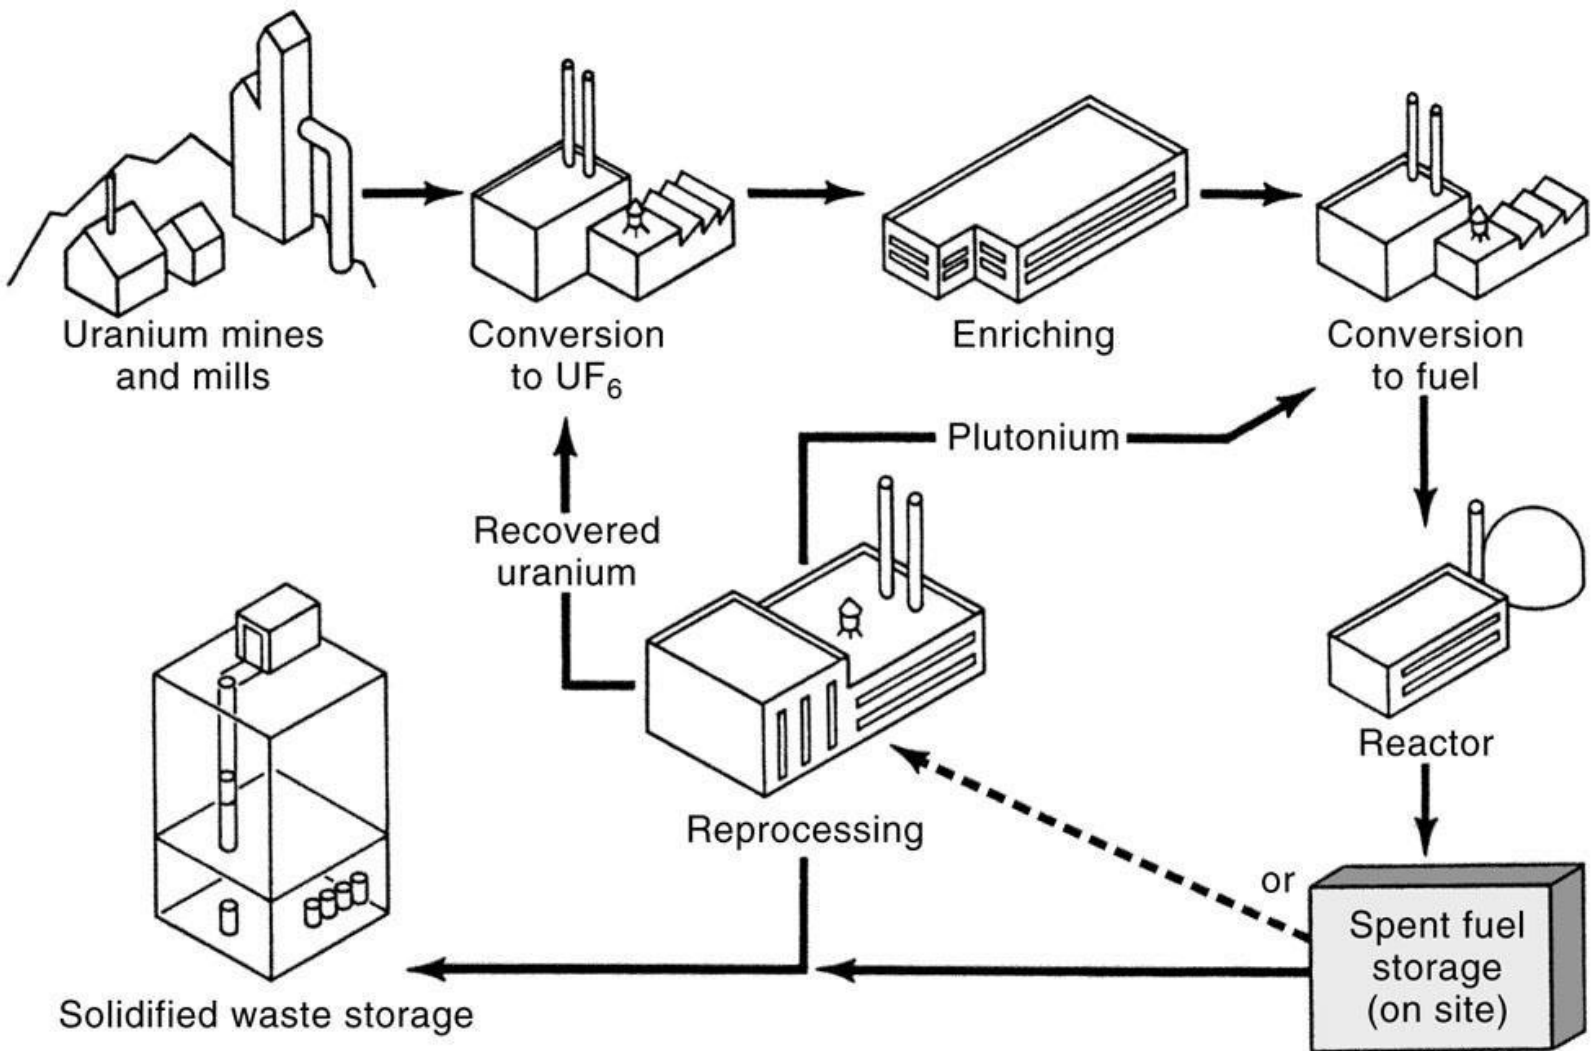 Uranium mines
and mills
Conversion
to UF₆
Enriching
Conversion
to fuel
Plutonium
Recovered
uranium
Reactor
Reprocessing
or
Spent fuel
storage
(on site)
Solidified waste storage